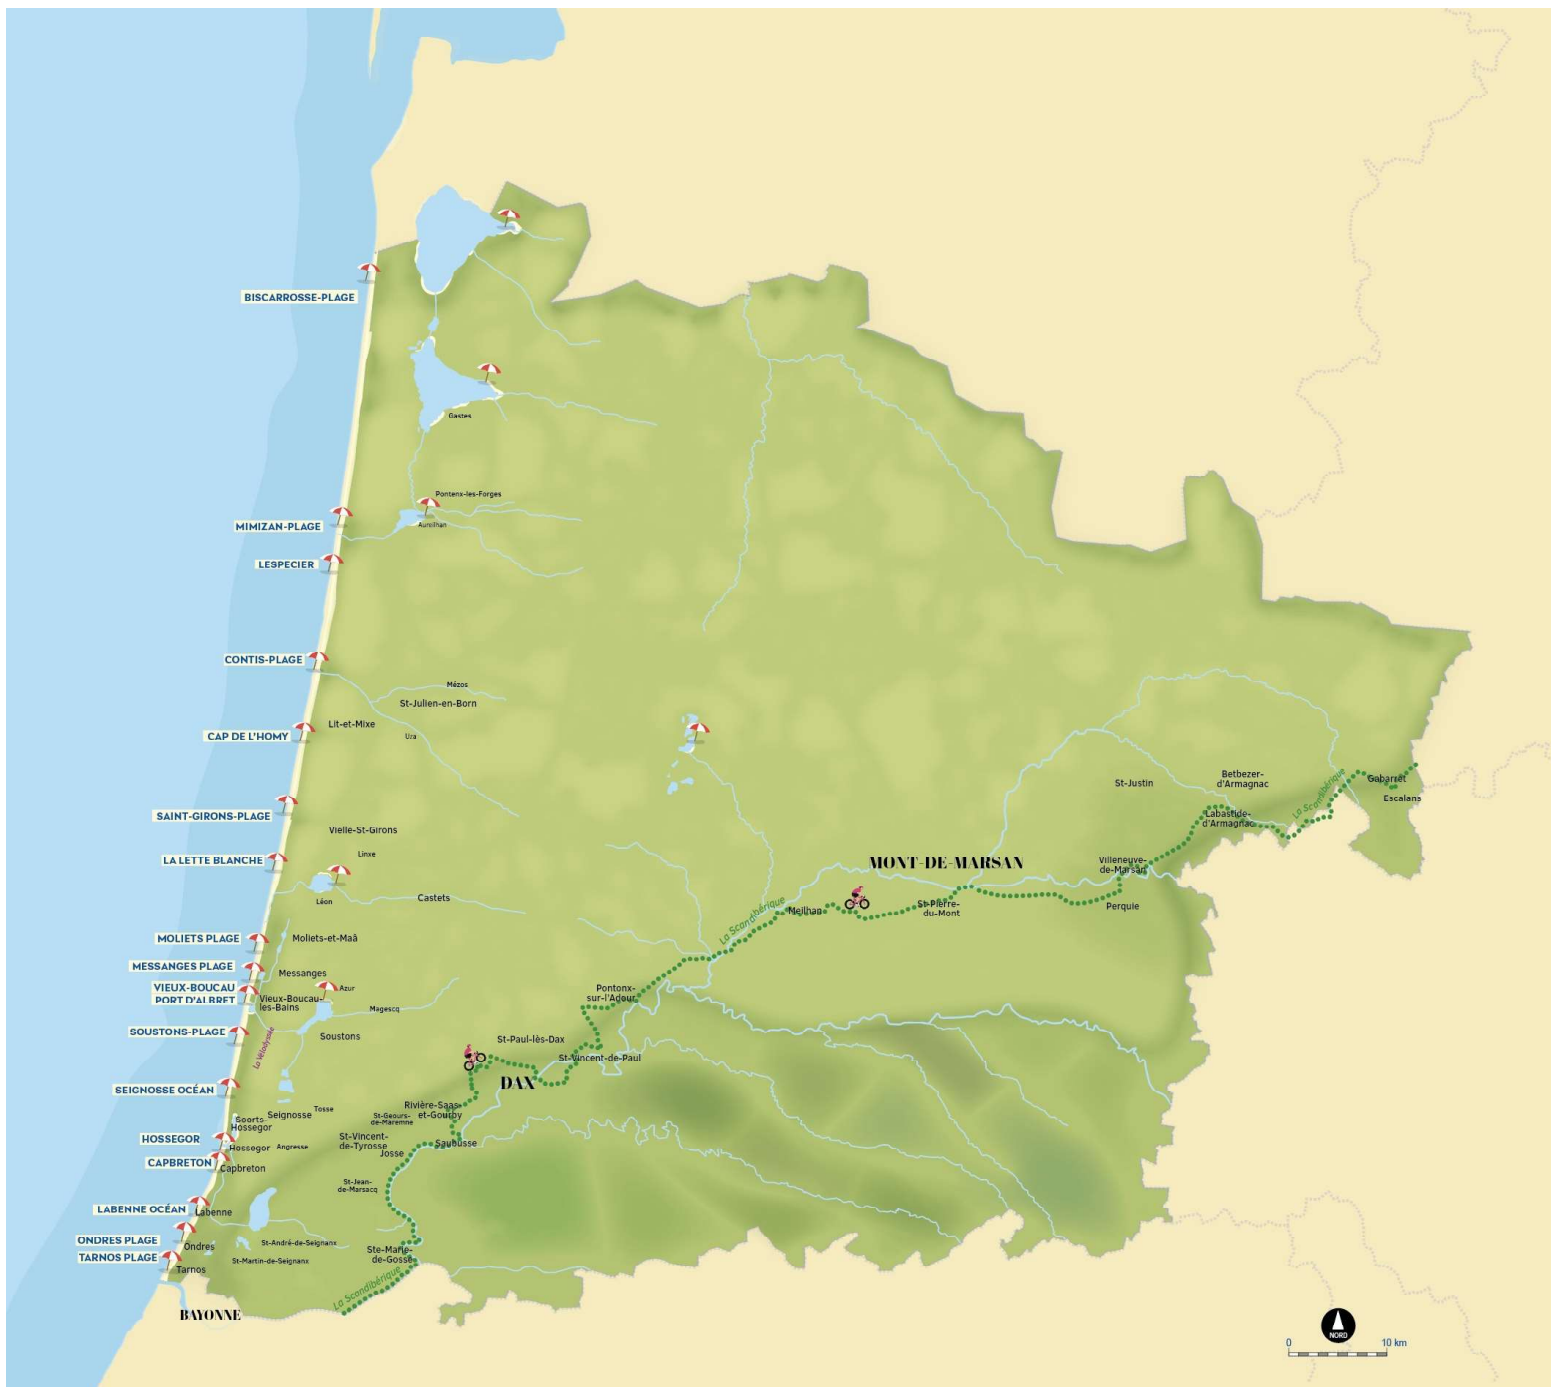 BISCARROSSE-PLAGE
Gastes
Pontenx-les-Forges
MIMIZAN-PLAGE
Aureilhan
LESPECIER
CONTIS-PLAGE
Mézos
St-Julien-en-Born
Lit-et-Mixe
CAP DE L'HOMY
Uza
Gabarret
Betbezer-
d'Armagnac
St-Justin
La Scandibérique
Escalans
SAINT-GIRONS-PLAGE
Labastide-
d'Armagnac
Vielle-St-Girons
Linxe
LA LETTE BLANCHE
MONT-DE-MARSAN
Villeneuve-
de-Marsan
Léon
Castets
La Scandibérique
Meilhan
St-Pierre-
du-Mont
Perquie
MOLIETS PLAGE
Moliets-et-Maâ
MESSANGES PLAGE
Messanges
VIEUX-BOUCAU
PORT D'ALBRET
Azur
Vieux-Boucau-
les-Bains
Magescq
Pontonx-
sur-l'Adour
SOUSTONS-PLAGE
La Vélodyssée
Soustons
St-Paul-lès-Dax
St-Vincent-de-Paul
DAX
SEIGNOSSE OCÉAN
Seignosse
Tosse
Soorts-
Hossegor
St-Geours-
de-Maremne
Rivière-Saas-
et-Gourby
HOSSEGOR
Hossegor
Angresse
St-Vincent-
de-Tyrosse
Saubusse
Josse
CAPBRETON
Capbreton
St-Jean-
de-Marsacq
LABENNE OCÉAN
Labenne
ONDRES PLAGE
Ondres
St-André-de-Seignanx
Ste-Marie-
de-Gosse
TARNOS PLAGE
Tarnos
St-Martin-de-Seignanx
La Scandibérique
BAYONNE
NORD
0 10 km